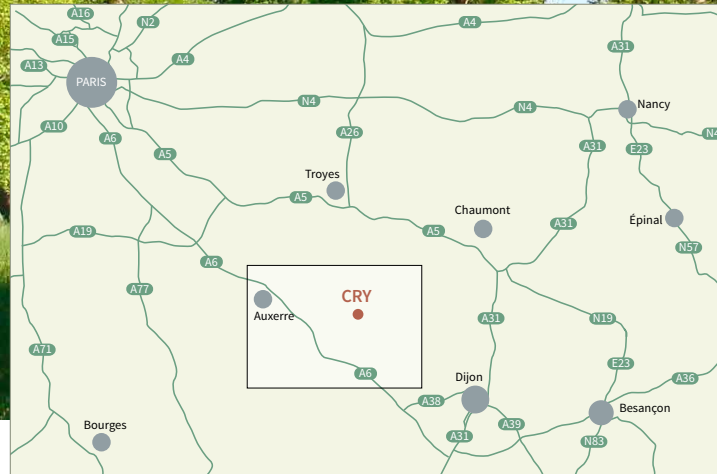 A16
N2
A4
A15
A31
A4
A13
PARIS
N4
N4
Nancy
A10
A6
A26
N4
A5
A31
E23
Troyes
A5
Chaumont
Épinal
A19
A5
A31
N57
A6
A77
CRY
Auxerre
A31
N19
A71
A6
E23
Dijon
A36
A38
Besançon
Bourges
A31
A39
N83